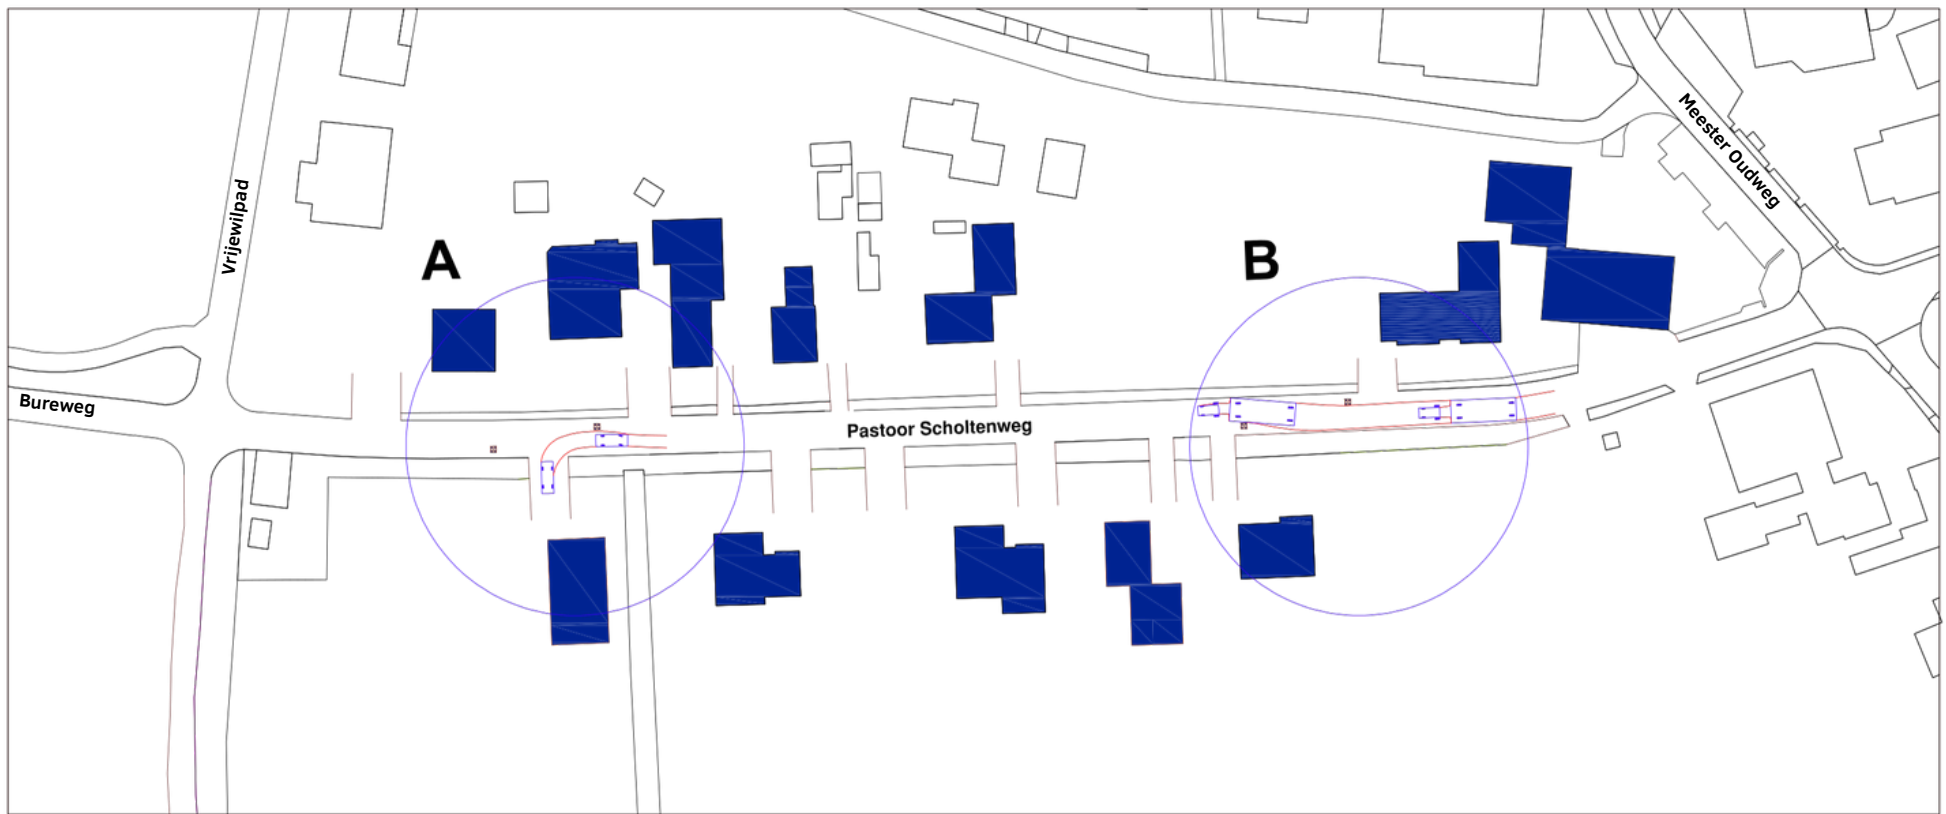 Meester Oudweg
Vrijewilpad
A
B
Bureweg
Pastoor Scholtenweg